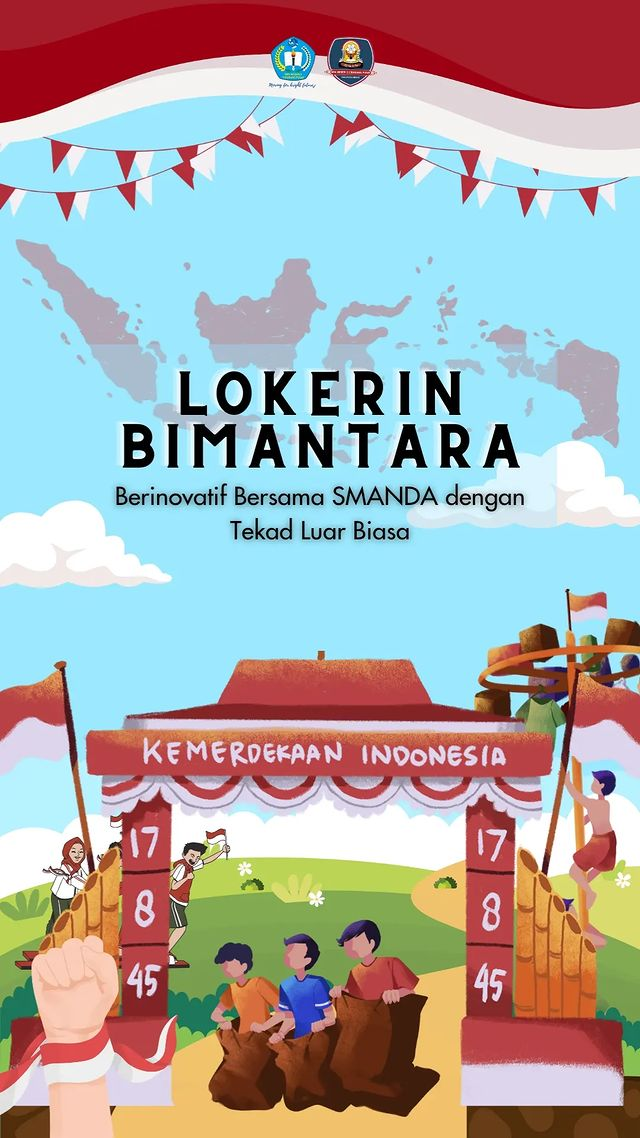 LOKERIN
BIMANTARA
Berinovatif Bersama SMANDA dengan
Tekad Luar Biasa
KEMERDEKAAN INDONESIA
17
8
45
17
8
45